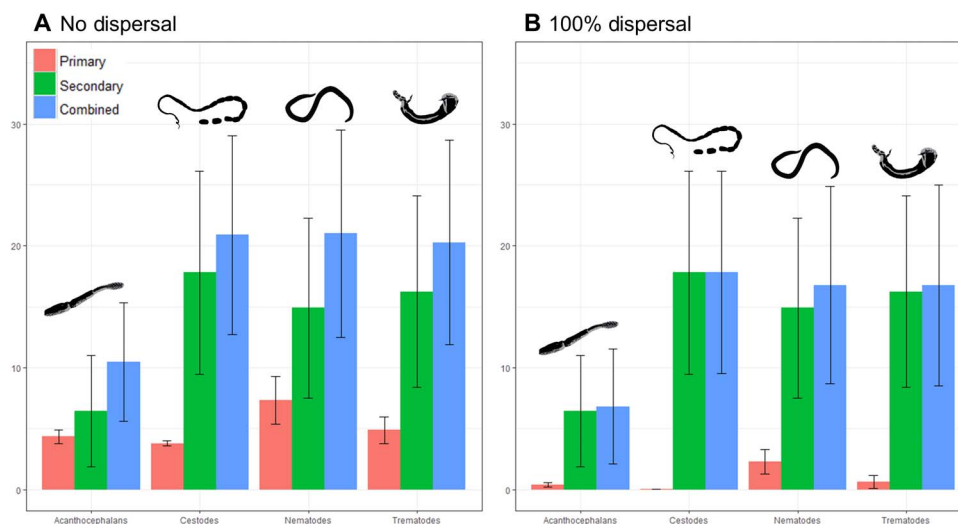 A No dispersal
B 100% dispersal
Primary
Secondary
Combined
30
20
10
0
Acanthocephalans
Cestodes
Nematodes
Trematodes
30
20
10
0
Acanthocephalans
Cestodes
Nematodes
Trematodes